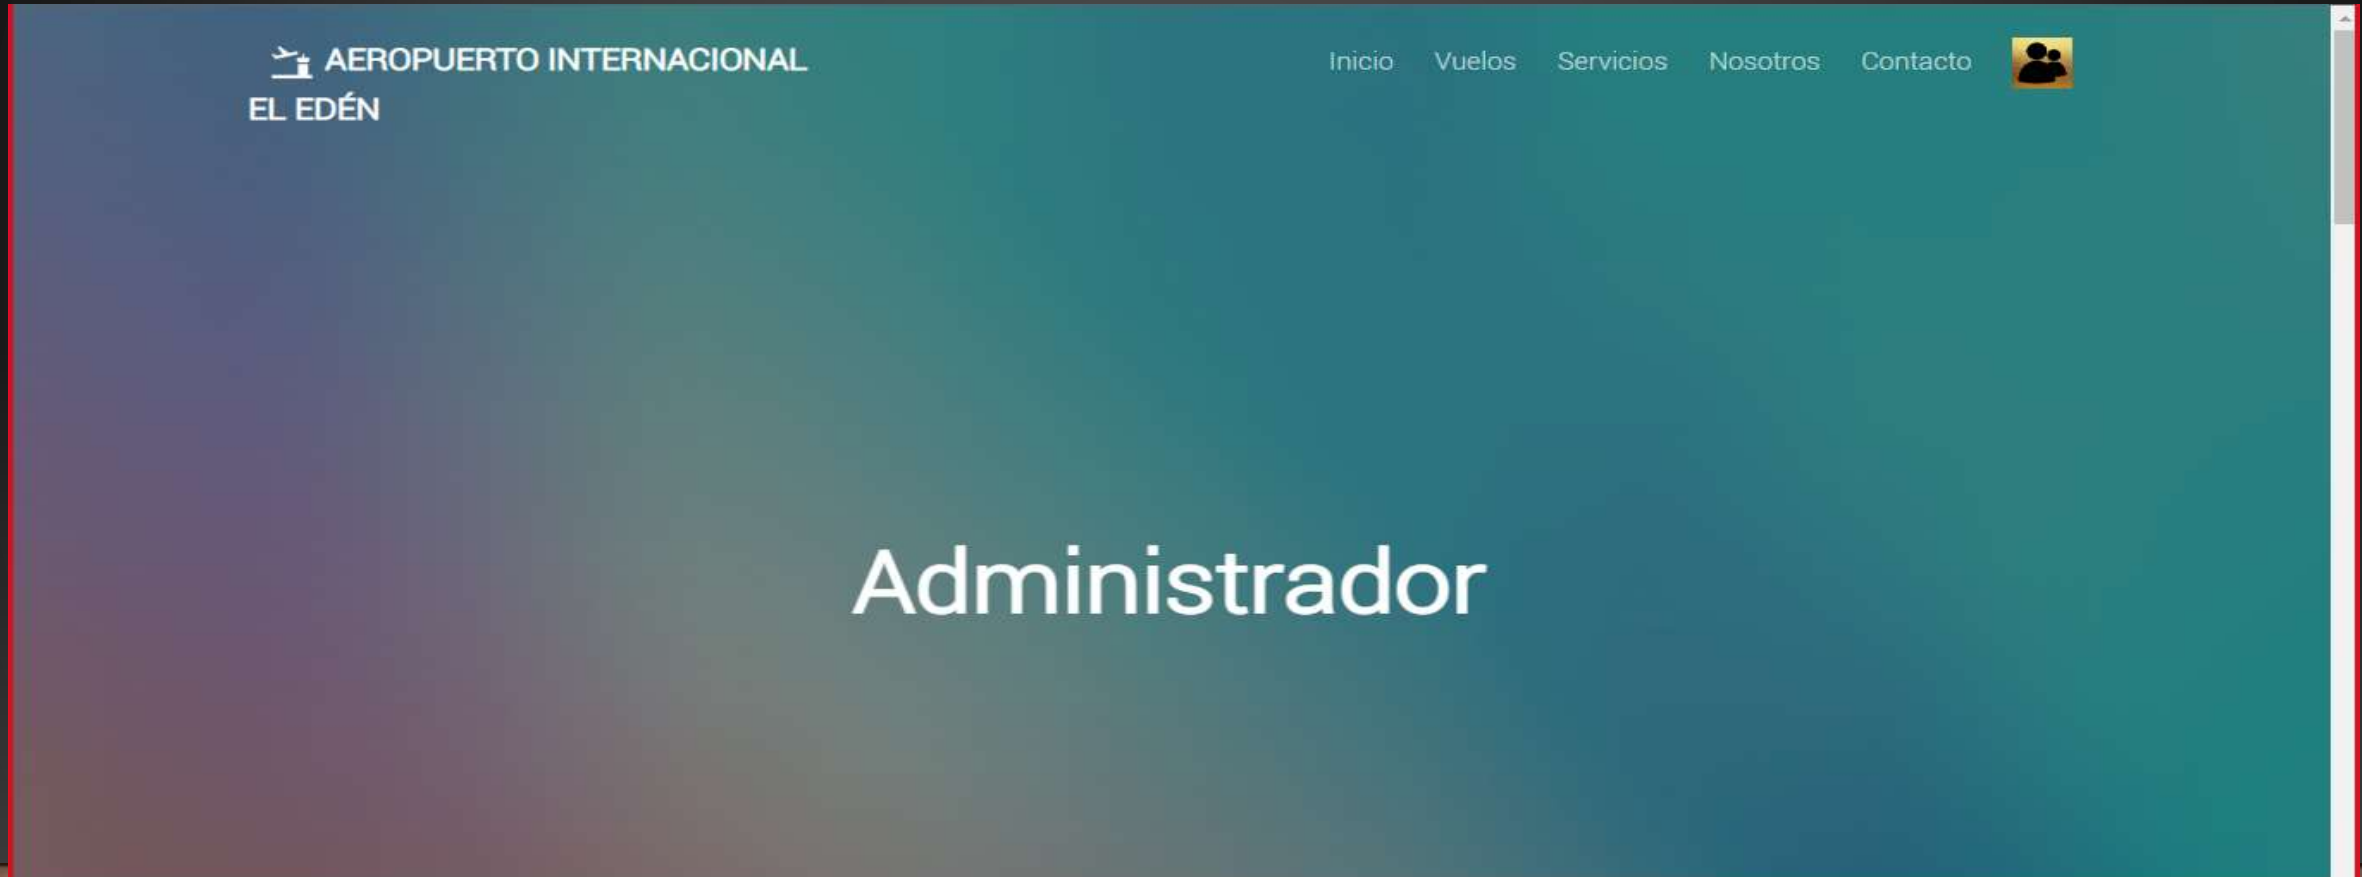 AEROPUERTO INTERNACIONAL
EL EDÉN
Inicio Vuelos Servicios Nosotros Contacto
Administrador